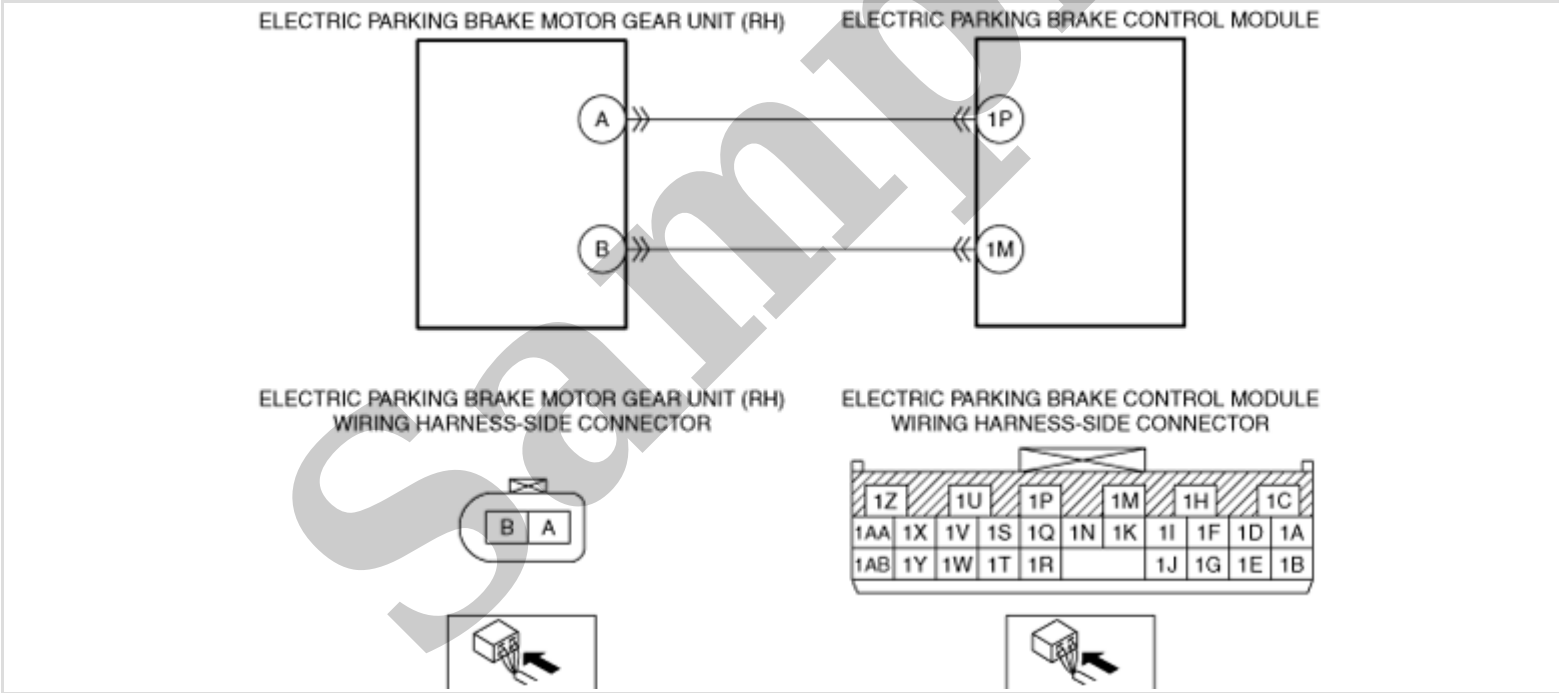 ELECTRIC PARKING BRAKE MOTOR GEAR UNIT (RH)
ELECTRIC PARKING BRAKE CONTROL MODULE
A
1P
B
1M
ELECTRIC PARKING BRAKE MOTOR GEAR UNIT (RH)
WIRING HARNESS-SIDE CONNECTOR
ELECTRIC PARKING BRAKE CONTROL MODULE
WIRING HARNESS-SIDE CONNECTOR
B A
1Z 1U 1P 1M 1H 1C
1AA 1X 1V 1S 1Q 1N 1K 1I 1F 1D 1A
1AB 1Y 1W 1T 1R 1J 1G 1E 1B
Samp